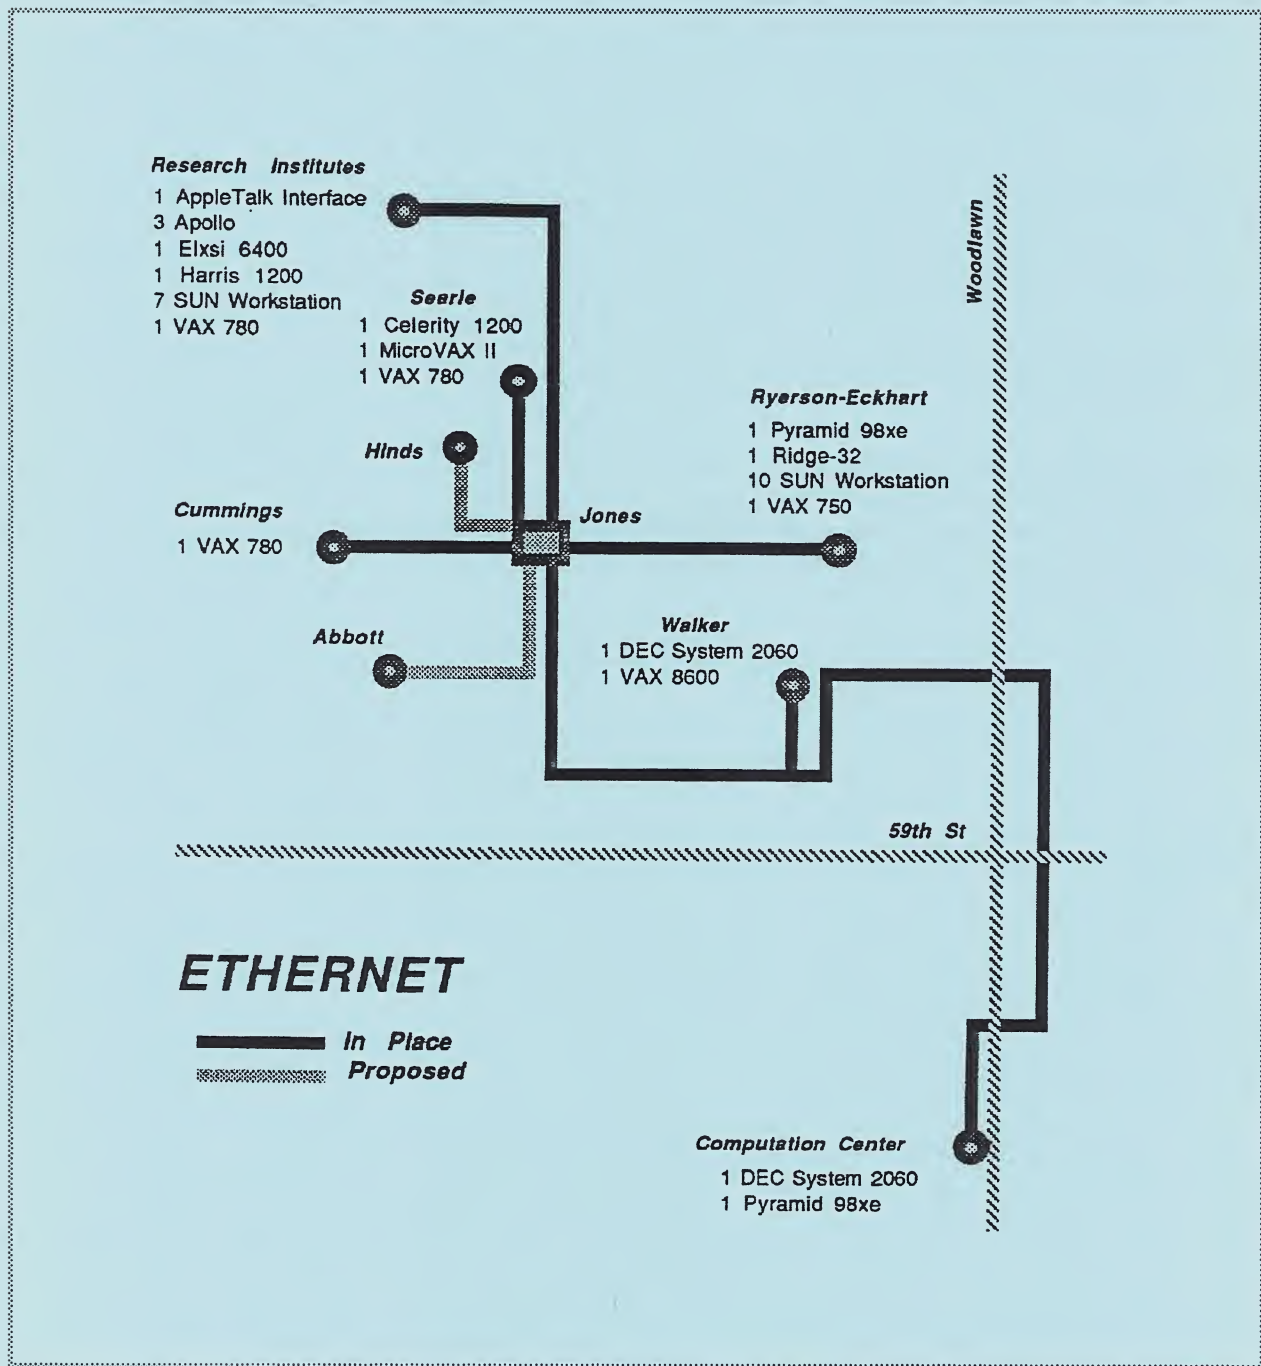 Research Institutes
1 AppleTalk Interface
3 Apollo
1 Elxsi 6400
1 Harris 1200
7 SUN Workstation
1 VAX 780
Searle
1 Celerity 1200
1 MicroVAX II
1 VAX 780
Woodlawn
Ryerson-Eckhart
1 Pyramid 98xe
1 Ridge-32
10 SUN Workstation
1 VAX 750
Hinds
Cummings
1 VAX 780
Jones
Abbott
Walker
1 DEC System 2060
1 VAX 8600
59th St
ETHERNET
In Place
Proposed
Computation Center
1 DEC System 2060
1 Pyramid 98xe